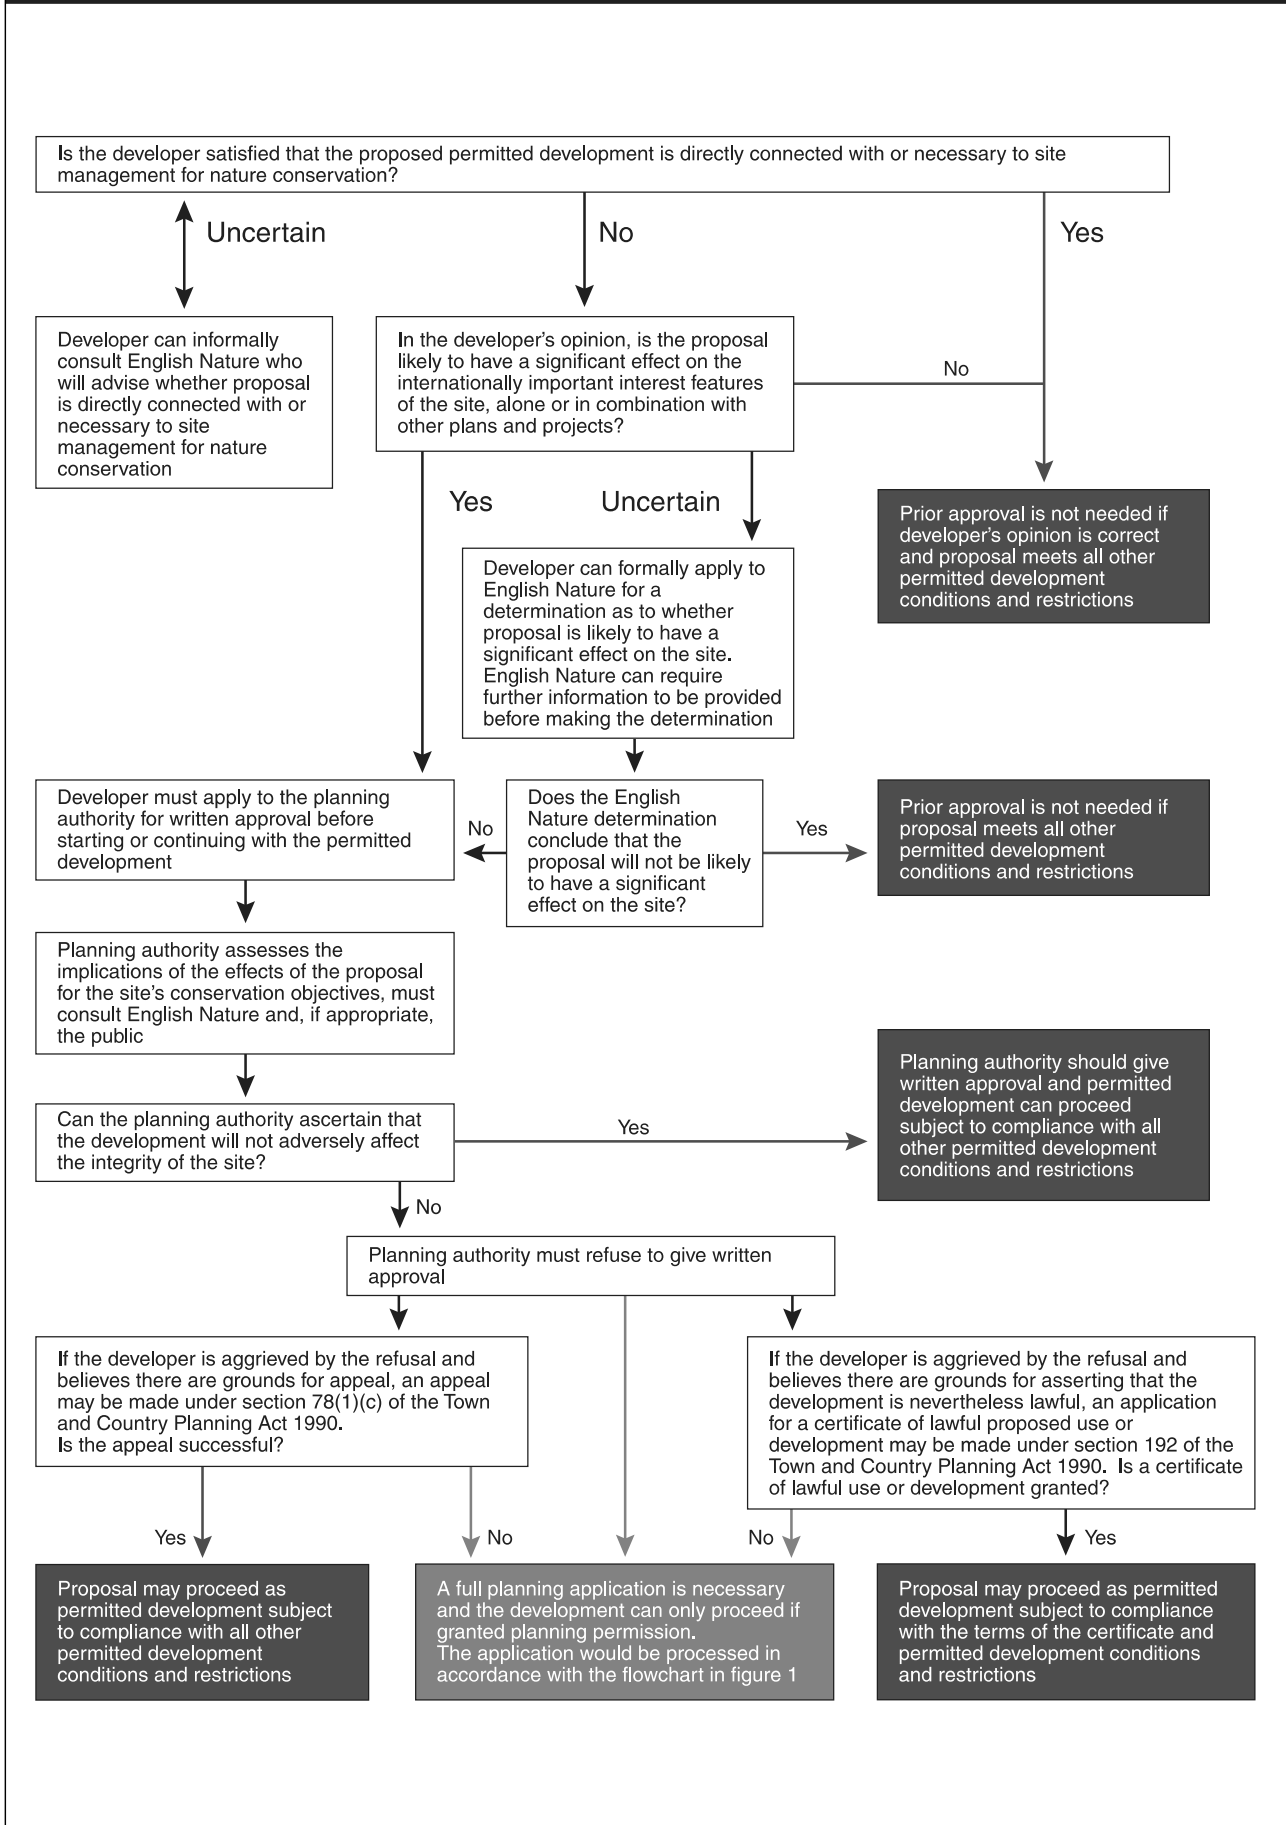 Is the developer satisfied that the proposed permitted development is directly connected with or necessary to site
management for nature conservation?
Uncertain
No
Yes
Developer can informally
consult English Nature who
will advise whether proposal
is directly connected with or
necessary to site
management for nature
conservation
In the developer's opinion, is the proposal
likely to have a significant effect on the
internationally important interest features
of the site, alone or in combination with
other plans and projects?
No
Yes
Uncertain
Prior approval is not needed if
developer's opinion is correct
and proposal meets all other
permitted development
conditions and restrictions
Developer can formally apply to
English Nature for a
determination as to whether
proposal is likely to have a
significant effect on the site.
English Nature can require
further information to be provided
before making the determination
Developer must apply to the planning
authority for written approval before
starting or continuing with the permitted
development
No
Does the English
Nature determination
conclude that the
proposal will not be likely
to have a significant
effect on the site?
Yes
Prior approval is not needed if
proposal meets all other
permitted development
conditions and restrictions
Planning authority assesses the
implications of the effects of the proposal
for the site's conservation objectives, must
consult English Nature and, if appropriate,
the public
Can the planning authority ascertain that
the development will not adversely affect
the integrity of the site?
Yes
Planning authority should give
written approval and permitted
development can proceed
subject to compliance with all
other permitted development
conditions and restrictions
No
Planning authority must refuse to give written
approval
If the developer is aggrieved by the refusal and
believes there are grounds for appeal, an appeal
may be made under section 78(1)(c) of the Town
and Country Planning Act 1990.
Is the appeal successful?
If the developer is aggrieved by the refusal and
believes there are grounds for asserting that the
development is nevertheless lawful, an application
for a certificate of lawful proposed use or
development may be made under section 192 of the
Town and Country Planning Act 1990. Is a certificate
of lawful use or development granted?
Yes
No
No
Yes
Proposal may proceed as
permitted development subject
to compliance with all other
permitted development
conditions and restrictions
A full planning application is necessary
and the development can only proceed if
granted planning permission.
The application would be processed in
accordance with the flowchart in figure 1
Proposal may proceed as permitted
development subject to compliance
with the terms of the certificate and
permitted development conditions
and restrictions